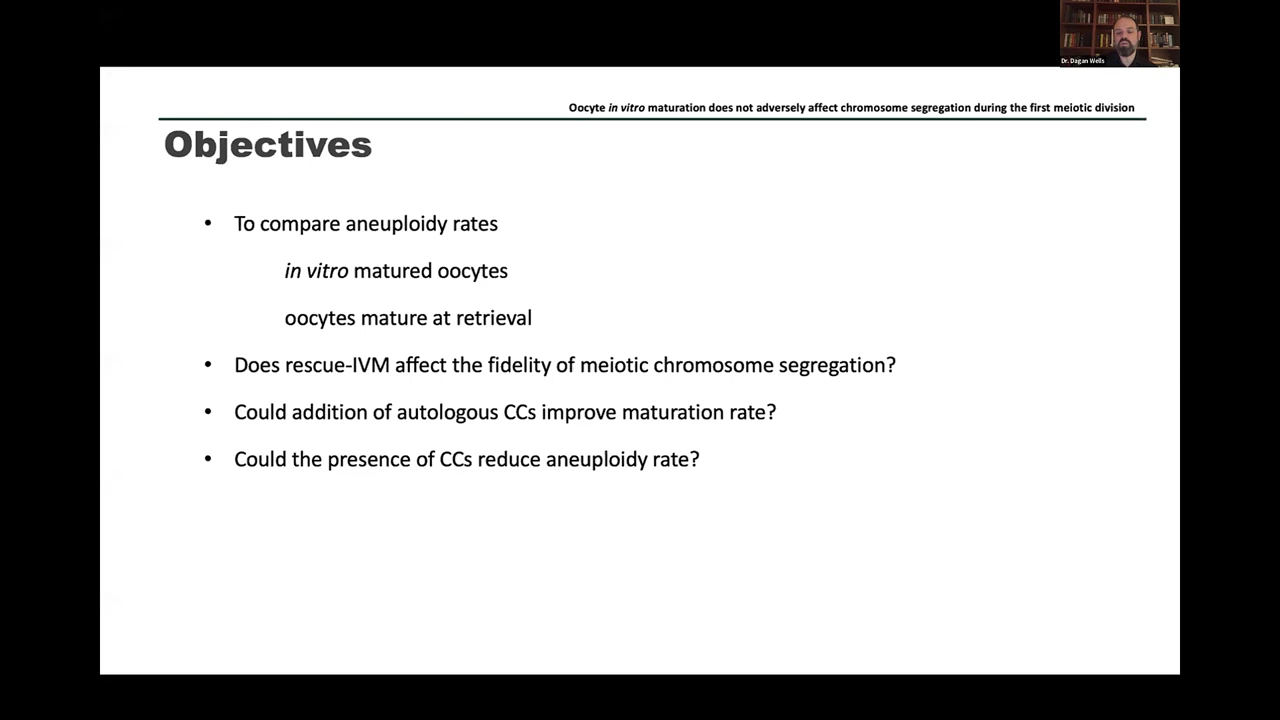 Dr. Dagan Wells
Oocyte in vitro maturation does not adversely affect chromosome segregation during the first meiotic division
Objectives
• To compare aneuploidy rates
in vitro matured oocytes
oocytes mature at retrieval
• Does rescue-IVM affect the fidelity of meiotic chromosome segregation?
• Could addition of autologous CCs improve maturation rate?
• Could the presence of CCs reduce aneuploidy rate?